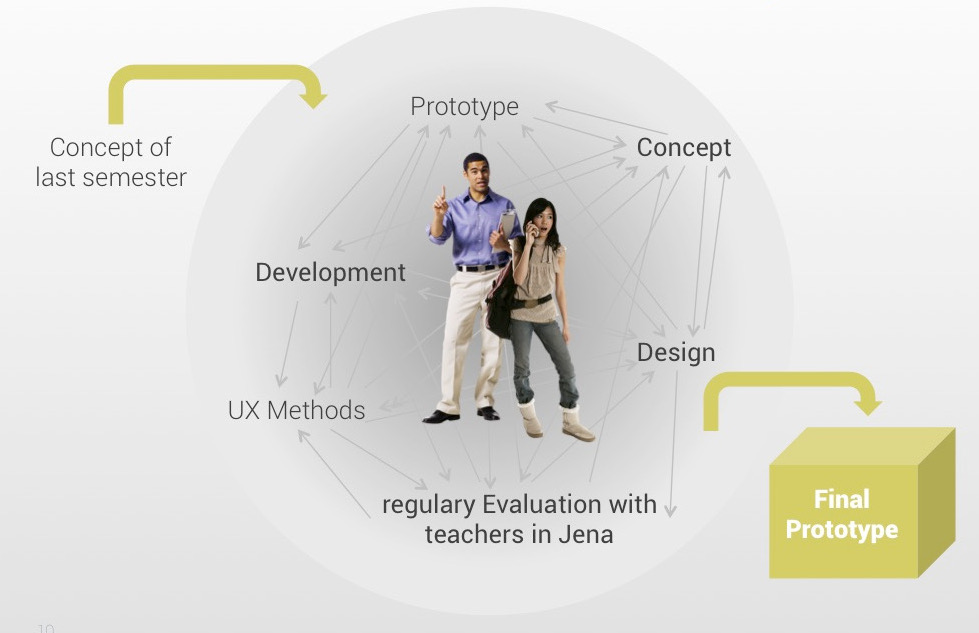 Prototype
Concept of
last semester
Concept
Development
Design
UX Methods
regulary Evaluation with
teachers in Jena
Final
Prototype
10